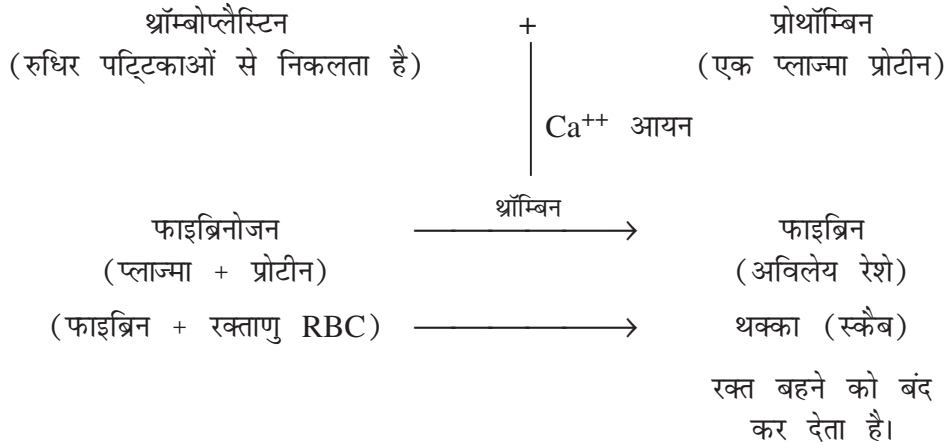 थ्रॉम्बोप्लैस्टिन + प्रोथॉम्बिन
(रुधिर पट्टिकाओं से निकलता है) (एक प्लाज्मा प्रोटीन)
Ca⁺⁺ आयन
थ्रॉम्बिन
फाइब्रिनोजन ⟶ फाइब्रिन
(प्लाज्मा + प्रोटीन) (अविलेय रेशे)
(फाइब्रिन + रक्ताणु RBC) ⟶ थक्का (स्कैब)
रक्त बहने को बंद
कर देता है।